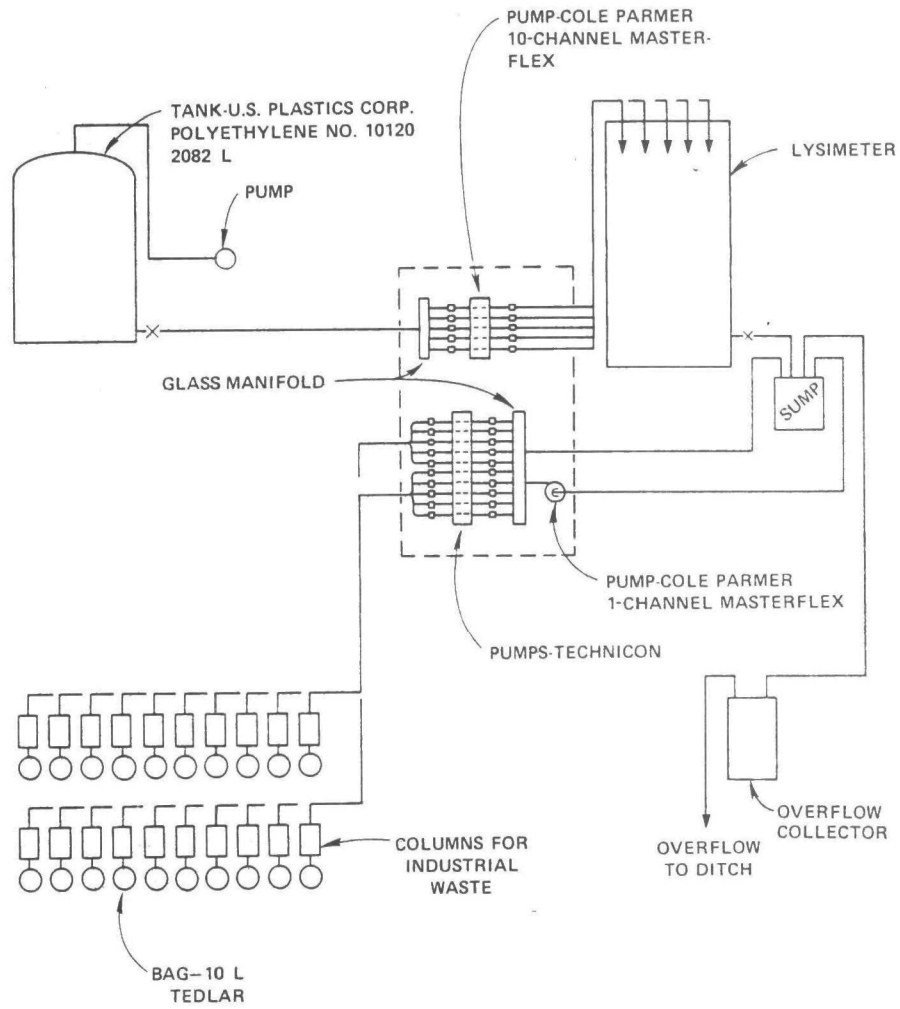 PUMP-COLE PARMER
10-CHANNEL MASTER-
FLEX
TANK-U.S. PLASTICS CORP.
POLYETHYLENE NO. 10120
2082 L
PUMP
LYSIMETER
GLASS MANIFOLD
SUMP
PUMP-COLE PARMER
1-CHANNEL MASTERFLEX
PUMPS-TECHNICON
OVERFLOW
COLLECTOR
OVERFLOW
TO DITCH
COLUMNS FOR
INDUSTRIAL
WASTE
BAG–10 L
TEDLAR